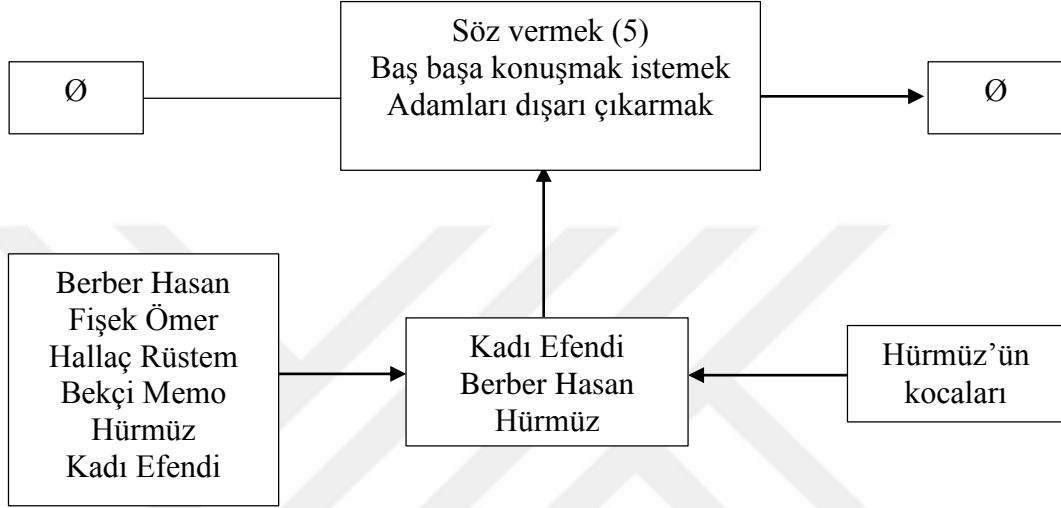 Ø
Söz vermek (5)
Baş başa konuşmak istemek
Adamları dışarı çıkarmak
Ø
Berber Hasan
Fişek Ömer
Hallaç Rüstem
Bekçi Memo
Hürmüz
Kadı Efendi
Kadı Efendi
Berber Hasan
Hürmüz
Hürmüz’ün
kocaları